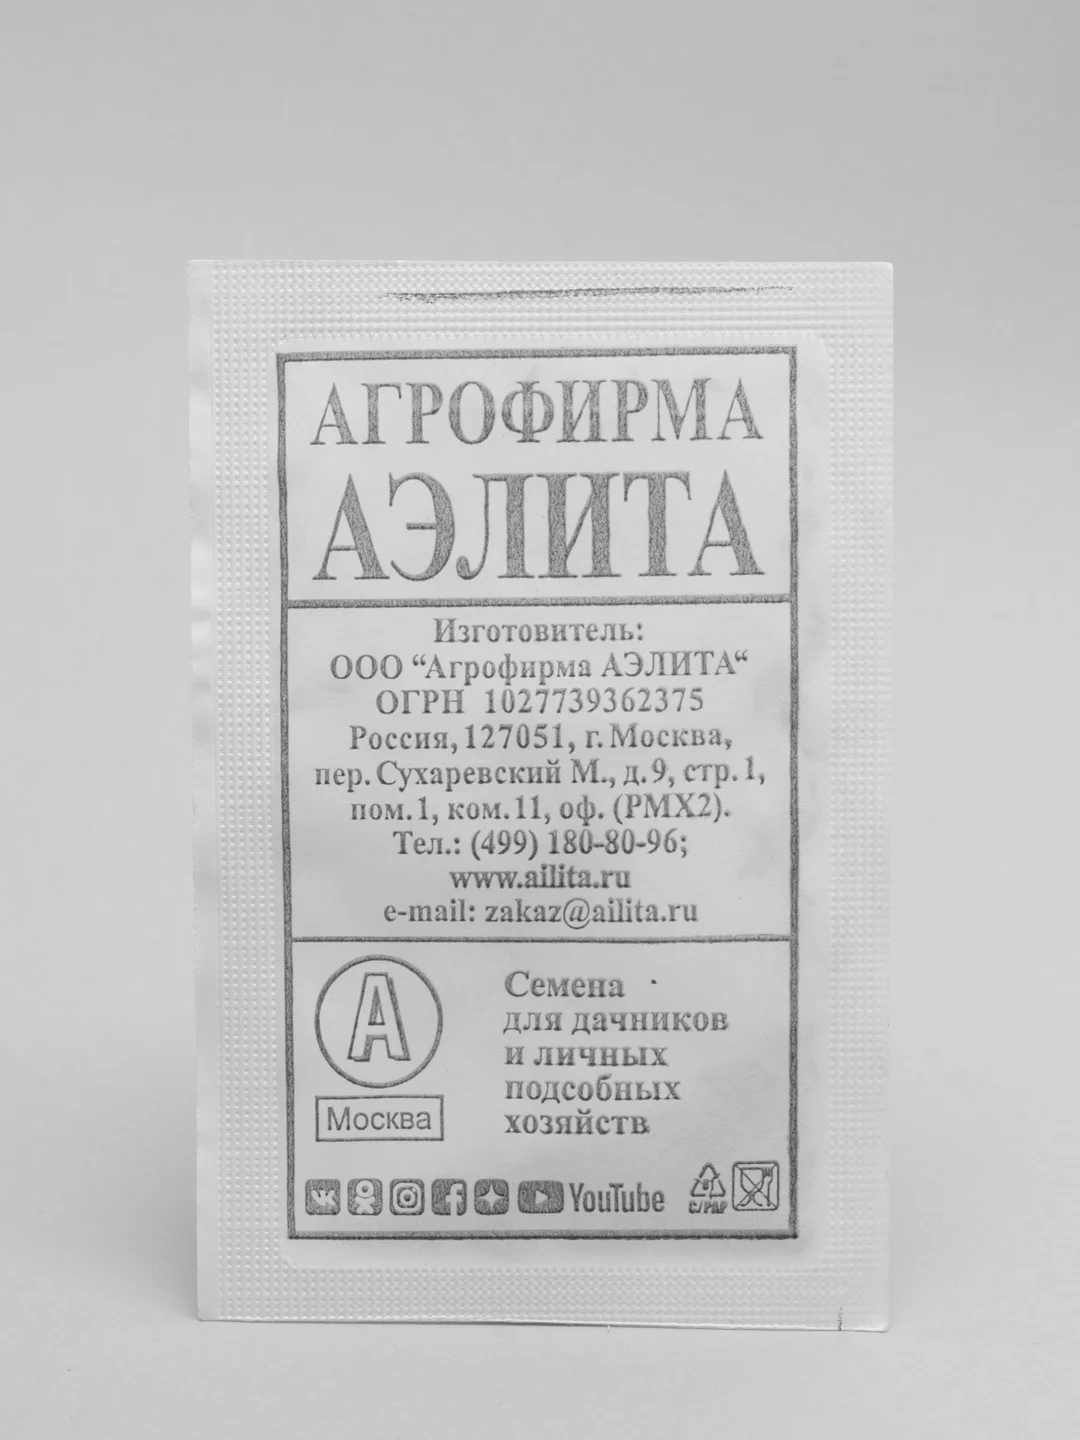 АГРОФИРМА
АЭЛИТА
Изготовитель:
ООО “Агрофирма АЭЛИТА“
ОГРН 1027739362375
Россия, 127051, г. Москва,
пер. Сухаревский М., д. 9, стр. 1,
пом. 1, ком. 11, оф. (РМХ2).
Тел.: (499) 180-80-96;
www.ailita.ru
e-mail: zakaz@ailita.ru
А
Москва
Семена
для дачников
и личных
подсобных
хозяйств
YouTube
C/PAP